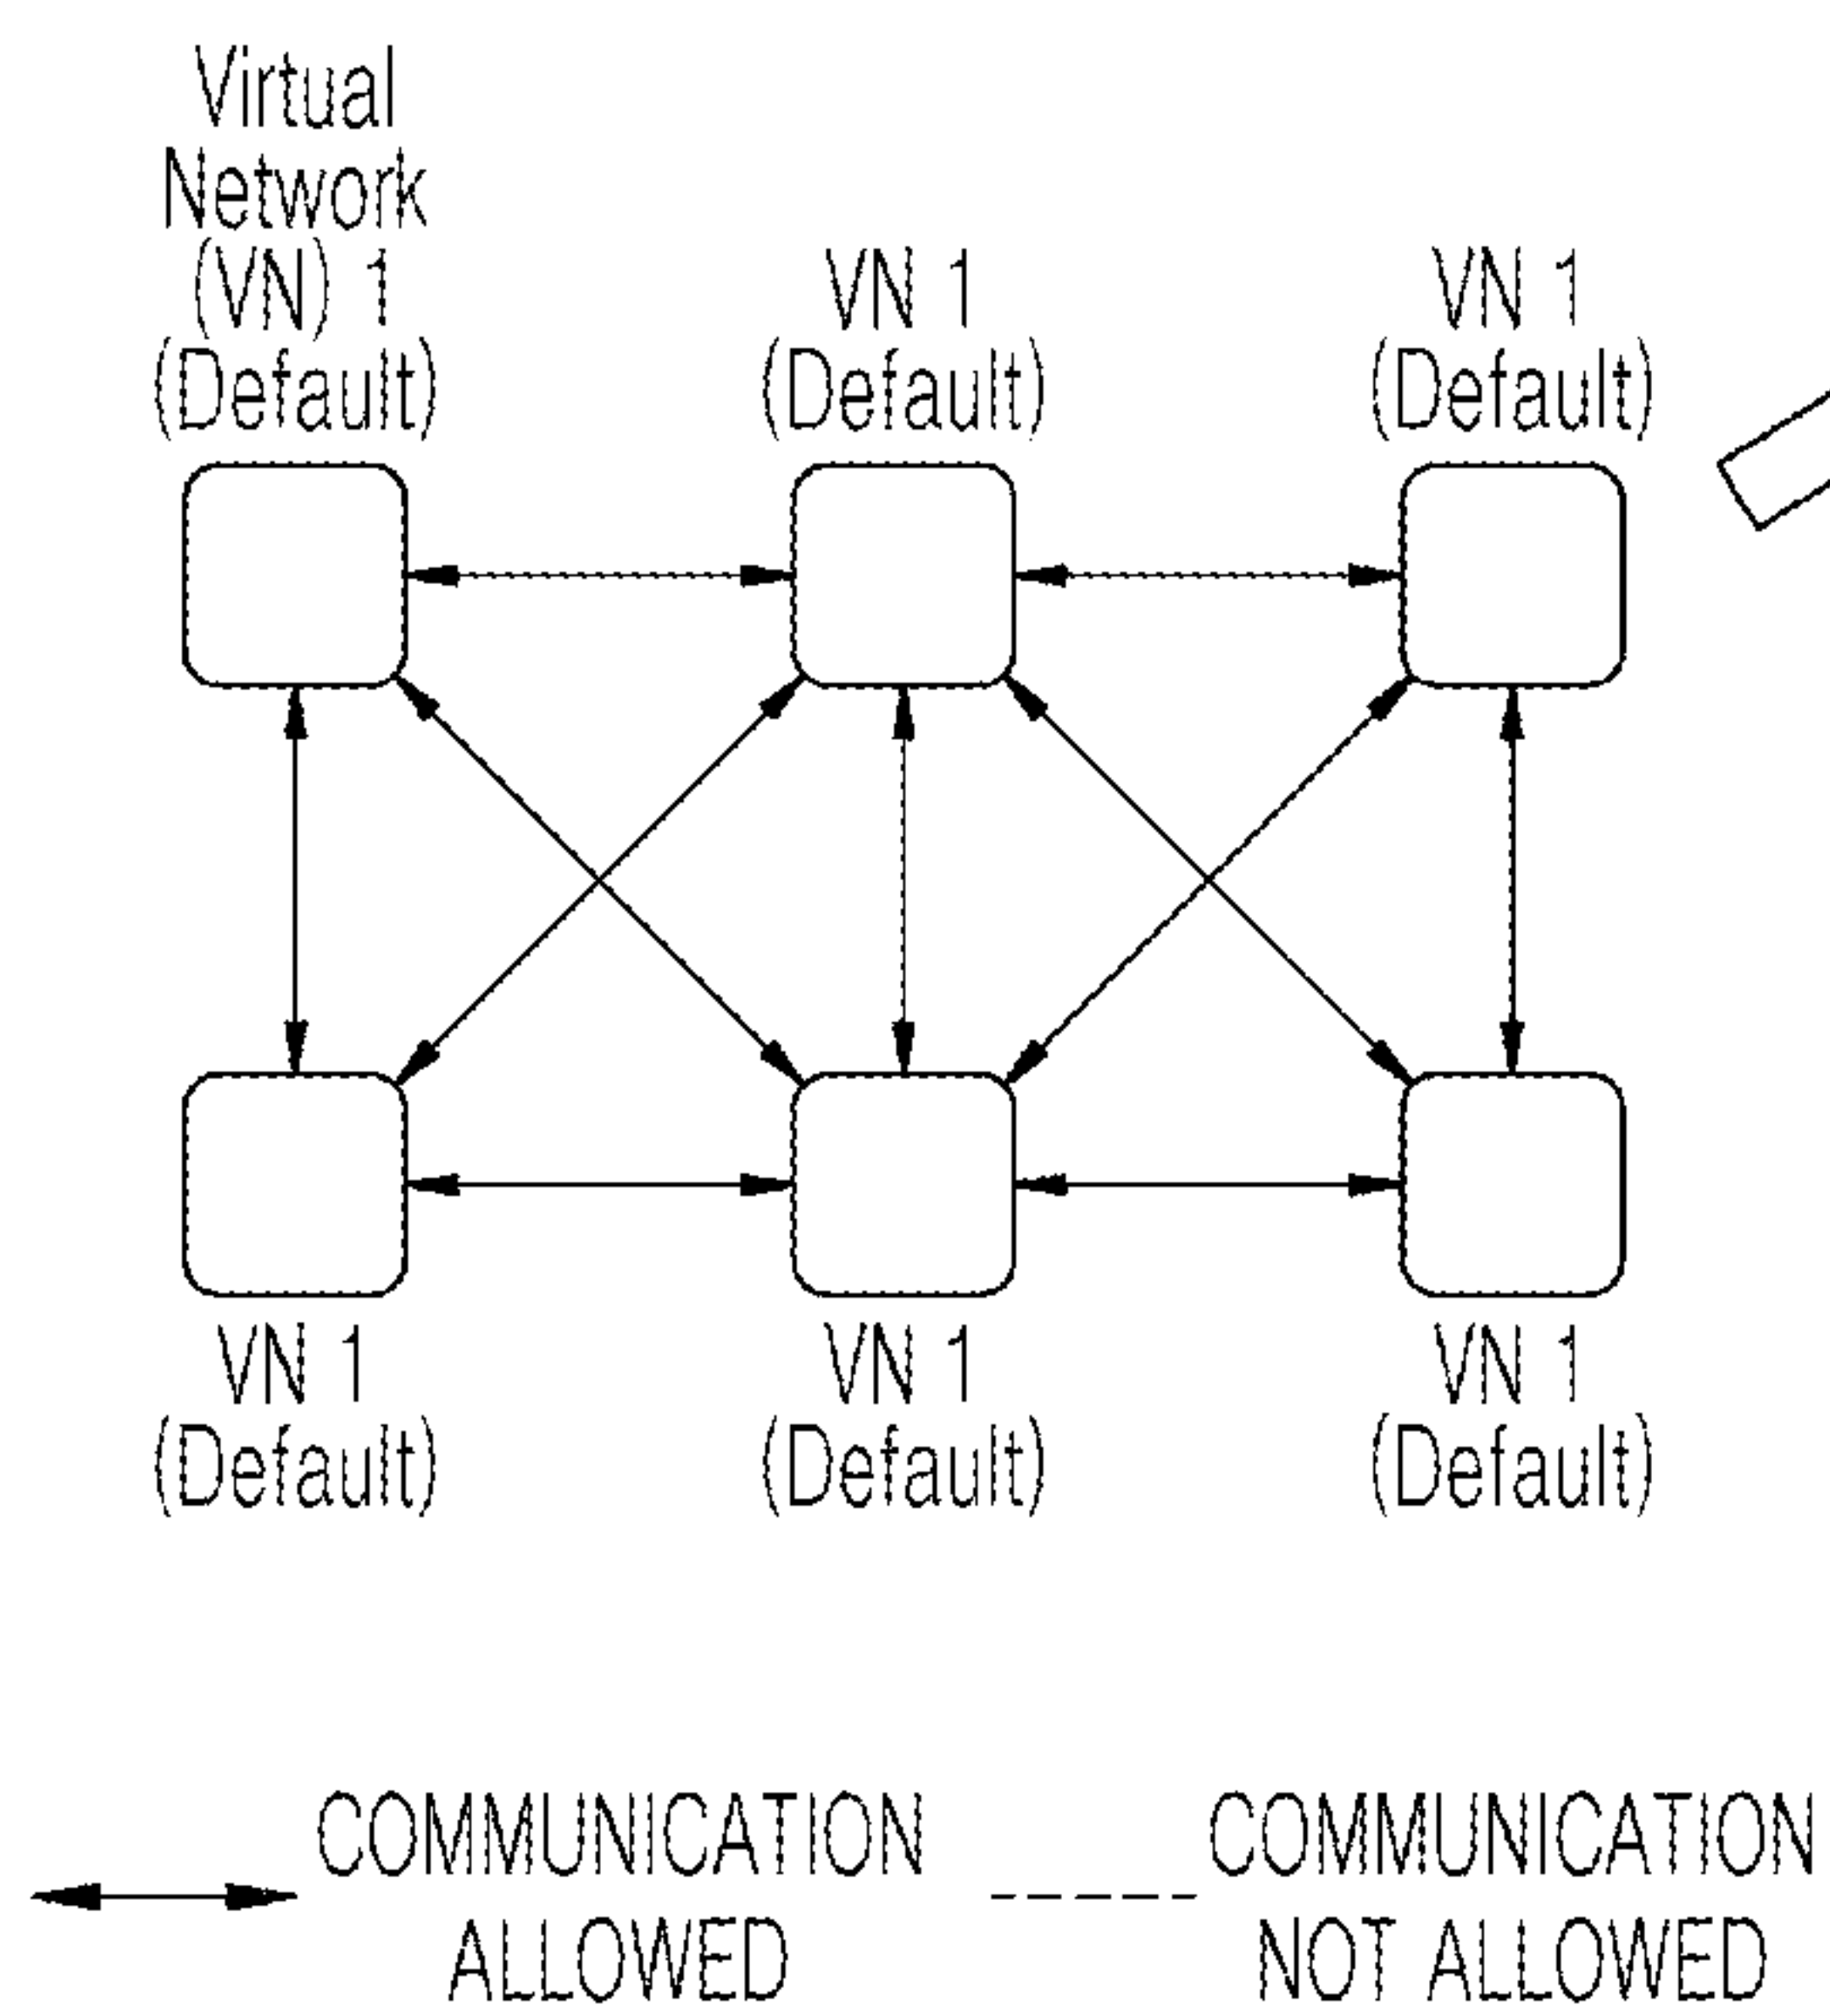 Virtual
Network
(VN) 1
(Default)
VN 1
(Default)
VN 1
(Default)
VN 1
(Default)
VN 1
(Default)
VN 1
(Default)
COMMUNICATION
ALLOWED
COMMUNICATION
NOT ALLOWED